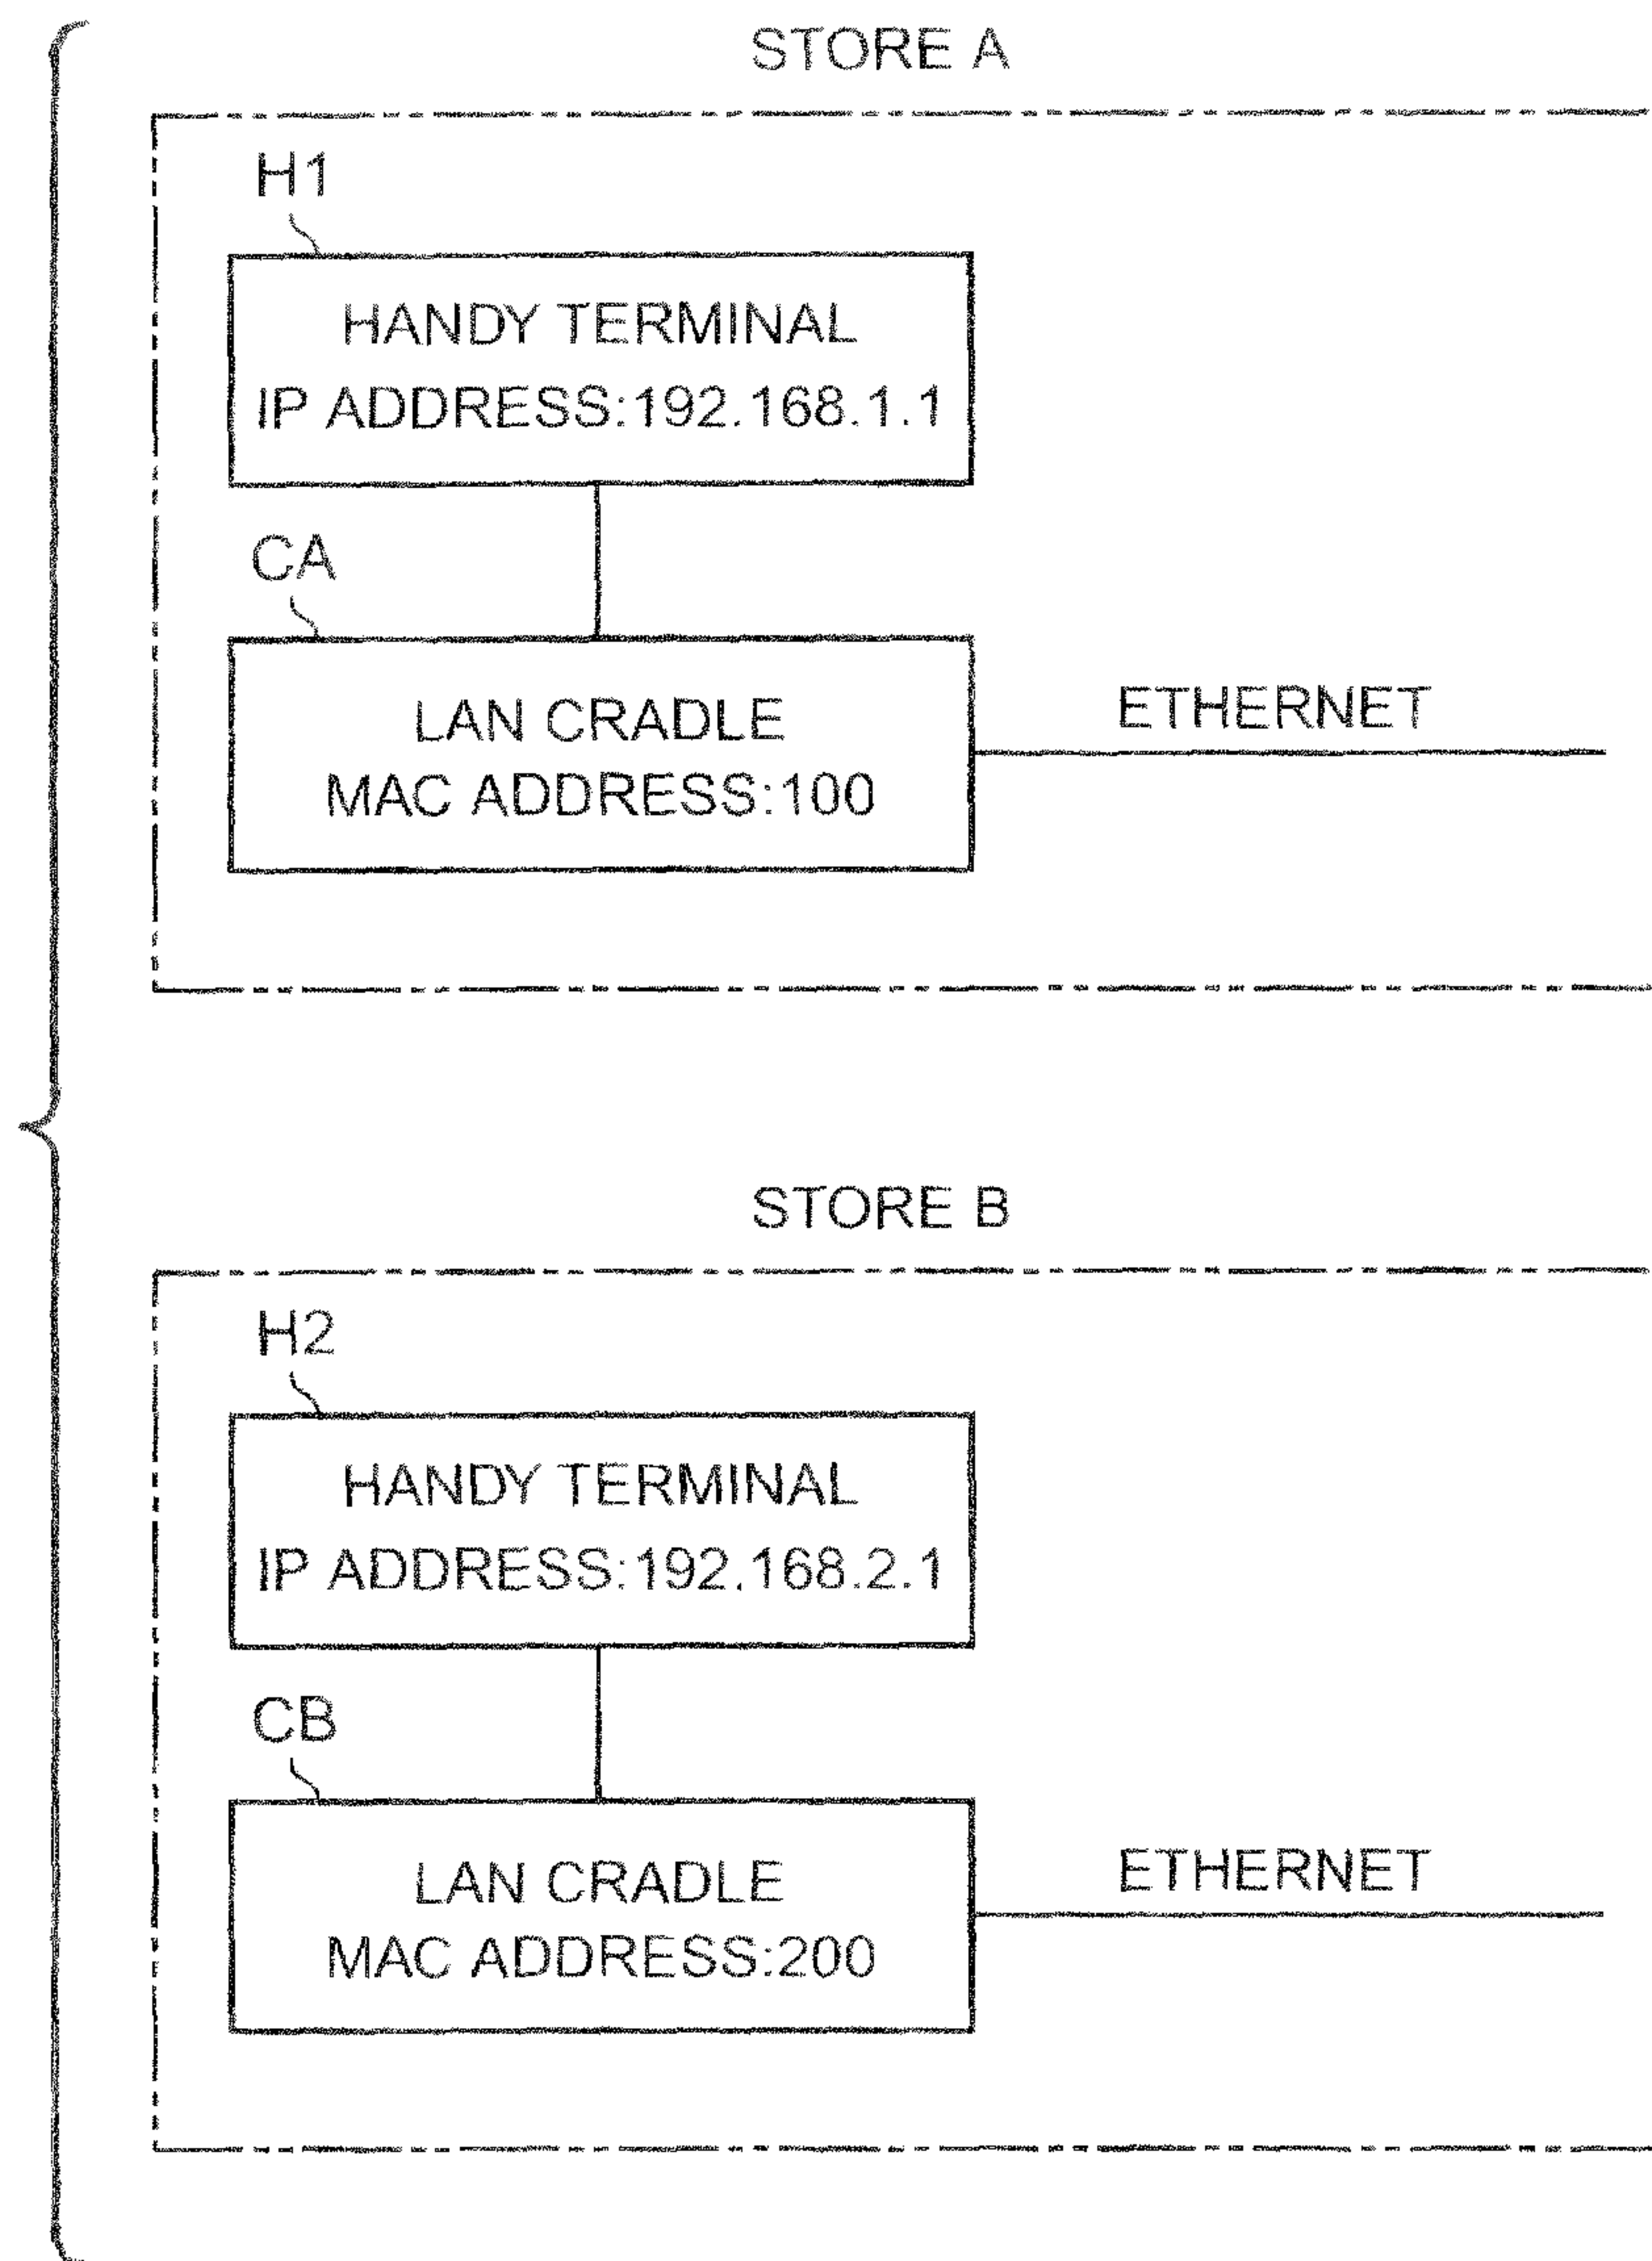 STORE A
H1
HANDY TERMINAL
IP ADDRESS:192.168.1.1
CA
LAN CRADLE
MAC ADDRESS:100
ETHERNET
STORE B
H2
HANDY TERMINAL
IP ADDRESS:192.168.2.1
CB
LAN CRADLE
MAC ADDRESS:200
ETHERNET